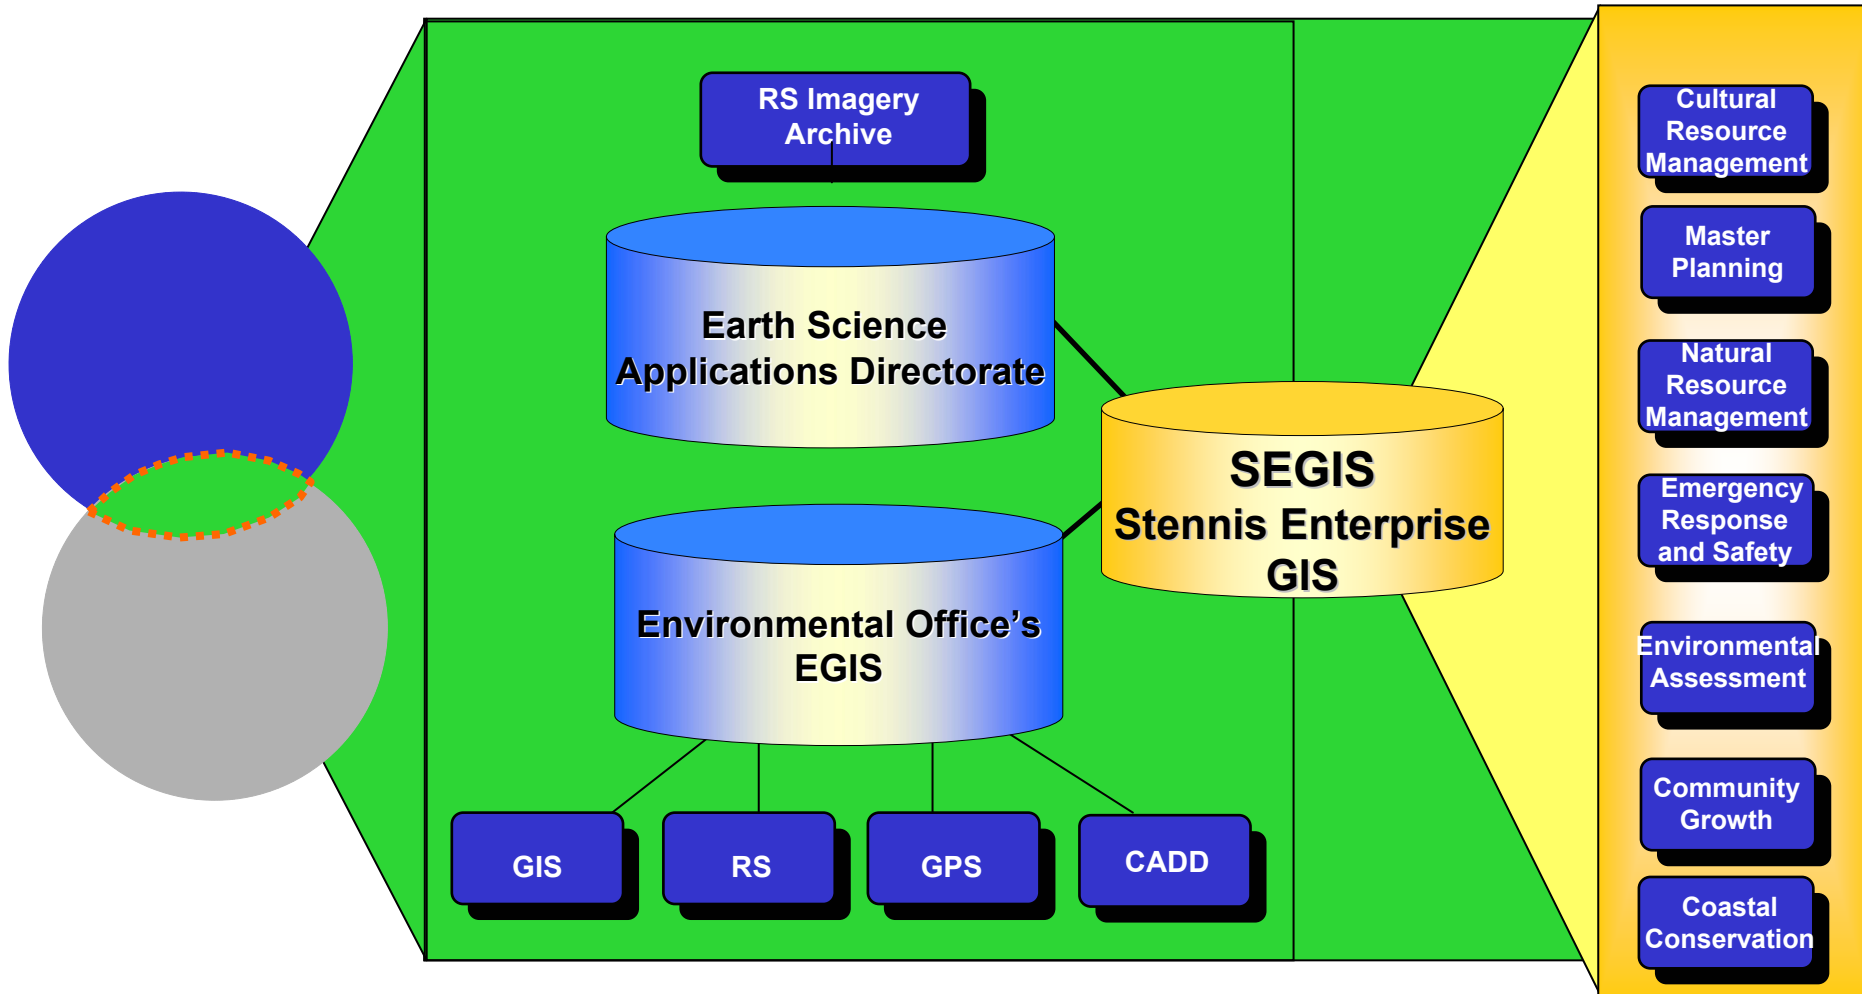 RS Imagery
Archive
Earth Science
Applications Directorate
Environmental Office’s
EGIS
GIS
RS
GPS
CADD
SEGIS
Stennis Enterprise
GIS
Cultural
Resource
Management
Master
Planning
Natural
Resource
Management
Emergency
Response
and Safety
Environmental
Assessment
Community
Growth
Coastal
Conservation